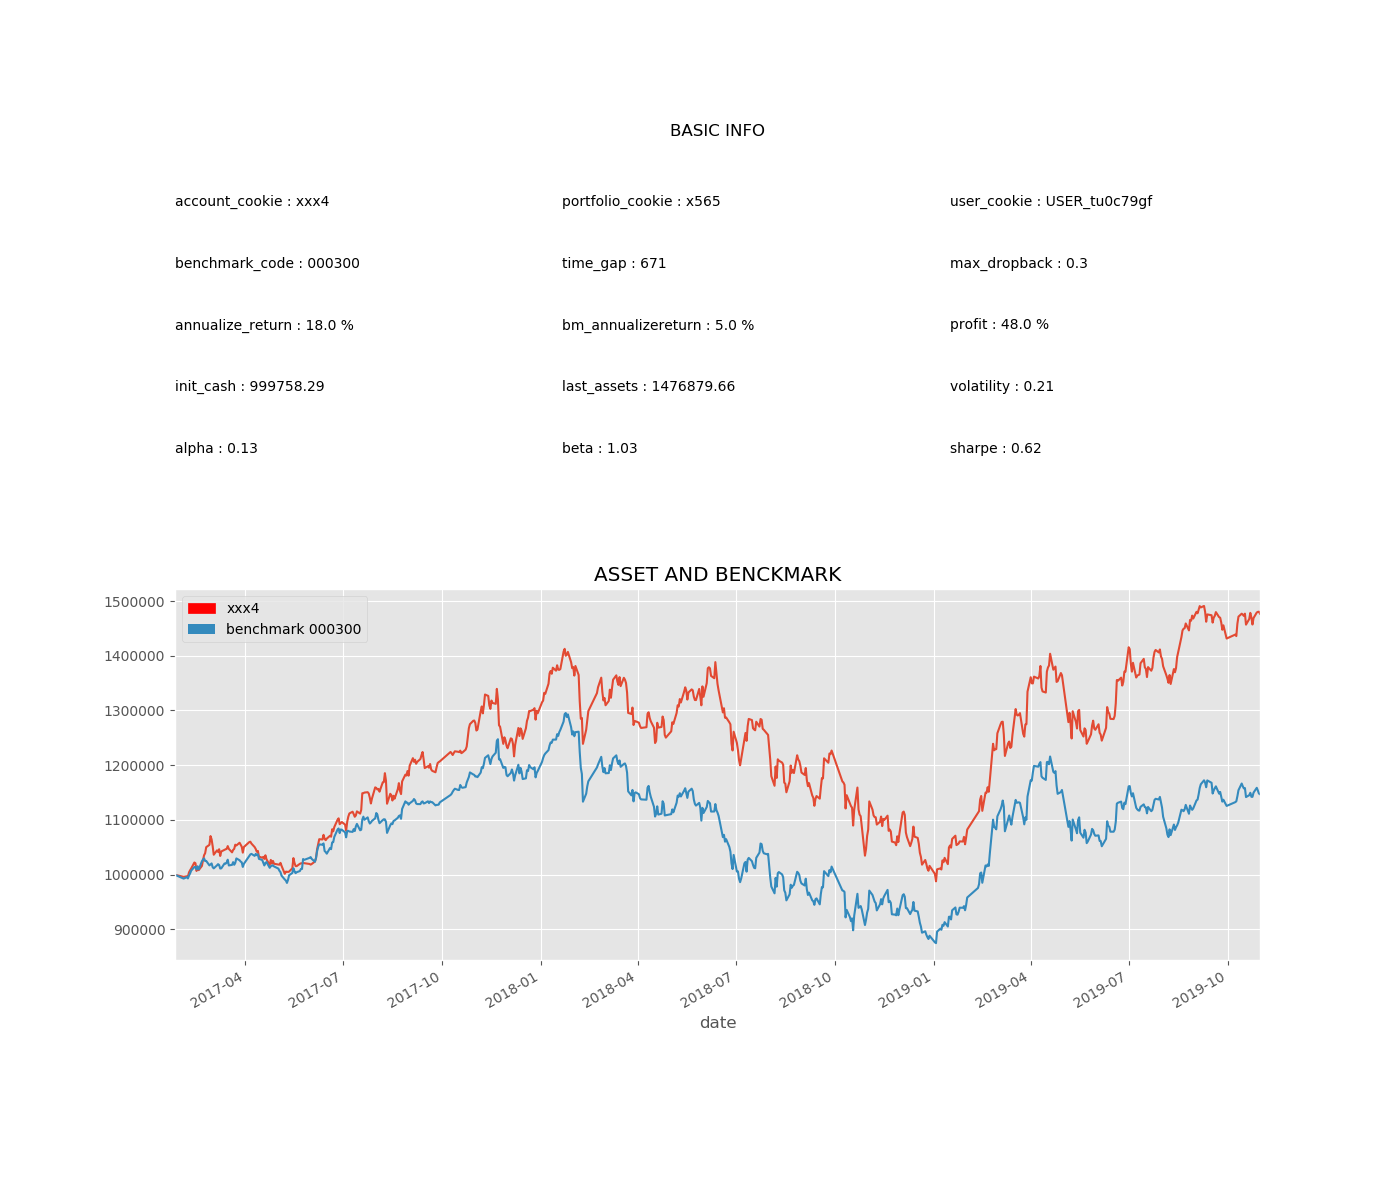 BASIC INFO
account_cookie : xxx4
portfolio_cookie : x565
user_cookie : USER_tu0c79gf
benchmark_code : 000300
time_gap : 671
max_dropback : 0.3
annualize_return : 18.0 %
bm_annualizereturn : 5.0 %
profit : 48.0 %
init_cash : 999758.29
last_assets : 1476879.66
volatility : 0.21
alpha : 0.13
beta : 1.03
sharpe : 0.62
ASSET AND BENCKMARK
xxx4
benchmark 000300
1500000
1400000
1300000
1200000
1100000
1000000
900000
2017-04
2017-07
2017-10
2018-01
2018-04
2018-07
2018-10
2019-01
2019-04
2019-07
2019-10
date